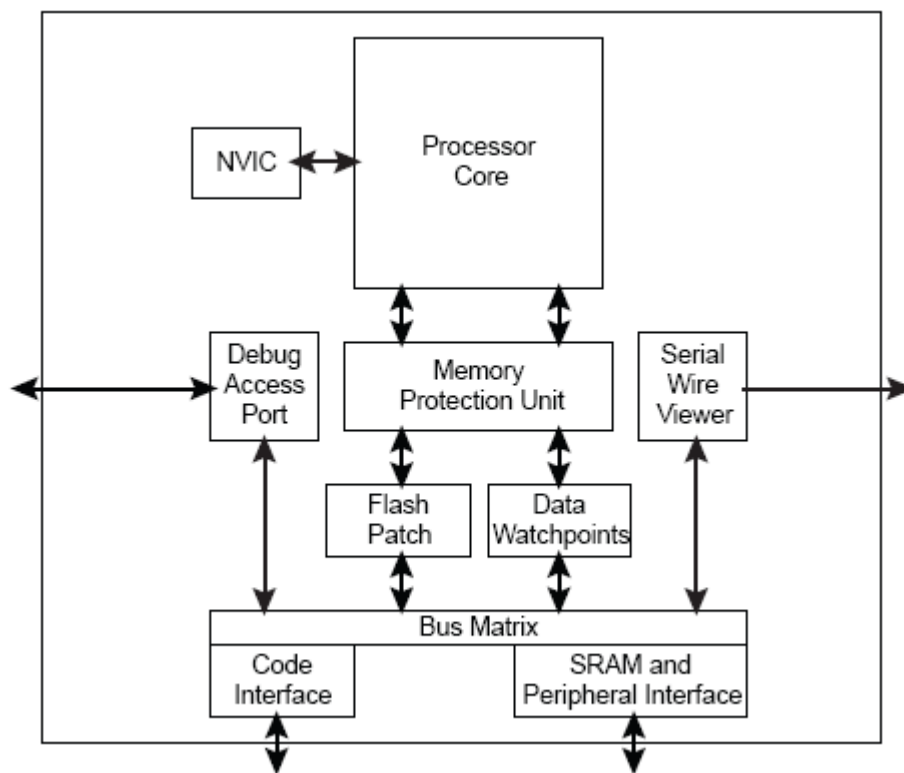 Processor
Core
NVIC
Debug
Access
Port
Memory
Protection Unit
Serial
Wire
Viewer
Flash
Patch
Data
Watchpoints
Bus Matrix
Code
Interface
SRAM and
Peripheral Interface